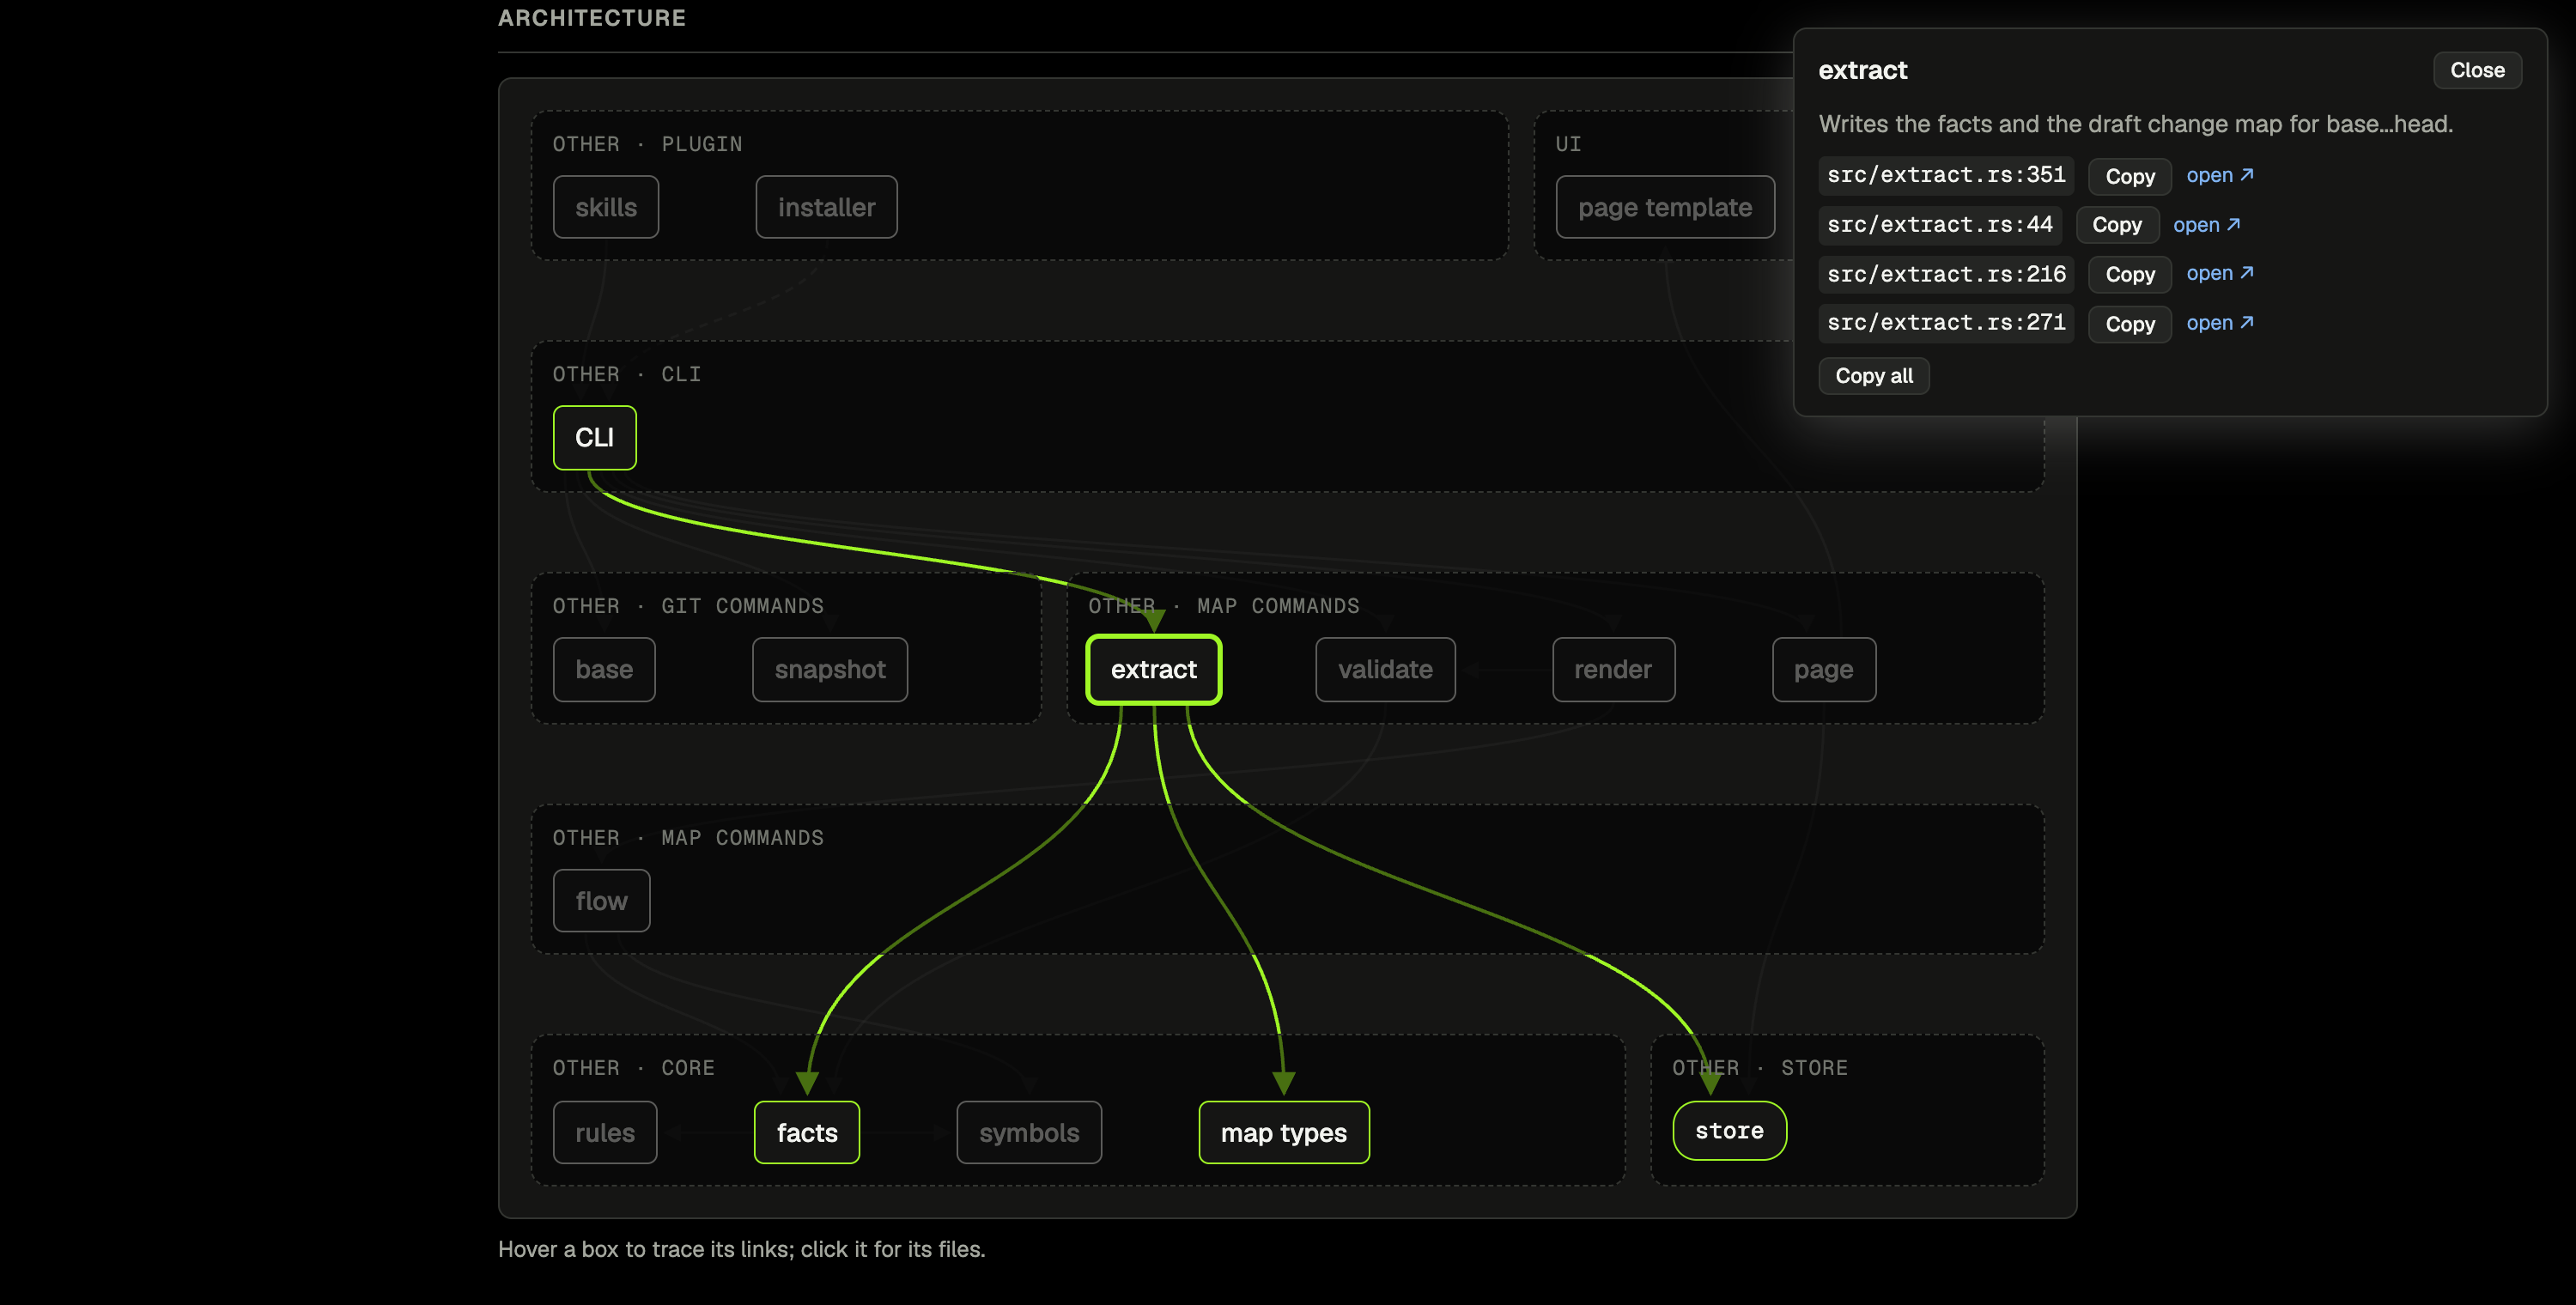 ARCHITECTURE
extract
Close
Writes the facts and the draft change map for base…head.
src/extract.rs:351 Copy open ↗
src/extract.rs:44 Copy open ↗
src/extract.rs:216 Copy open ↗
src/extract.rs:271 Copy open ↗
Copy all
OTHER · PLUGIN
skills
installer
UI
page template
OTHER · CLI
CLI
OTHER · GIT COMMANDS
base
snapshot
OTHER · MAP COMMANDS
extract
validate
render
page
OTHER · MAP COMMANDS
flow
OTHER · CORE
rules
facts
symbols
map types
OTHER · STORE
store
Hover a box to trace its links; click it for its files.